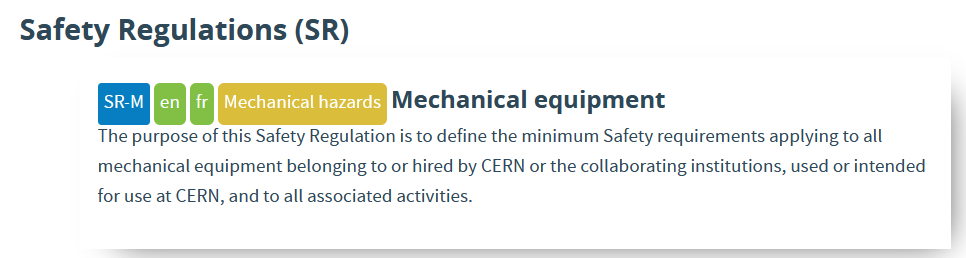 Safety Regulations (SR)
SR-M en fr Mechanical hazards Mechanical equipment
The purpose of this Safety Regulation is to define the minimum Safety requirements applying to all
mechanical equipment belonging to or hired by CERN or the collaborating institutions, used or intended
for use at CERN, and to all associated activities.